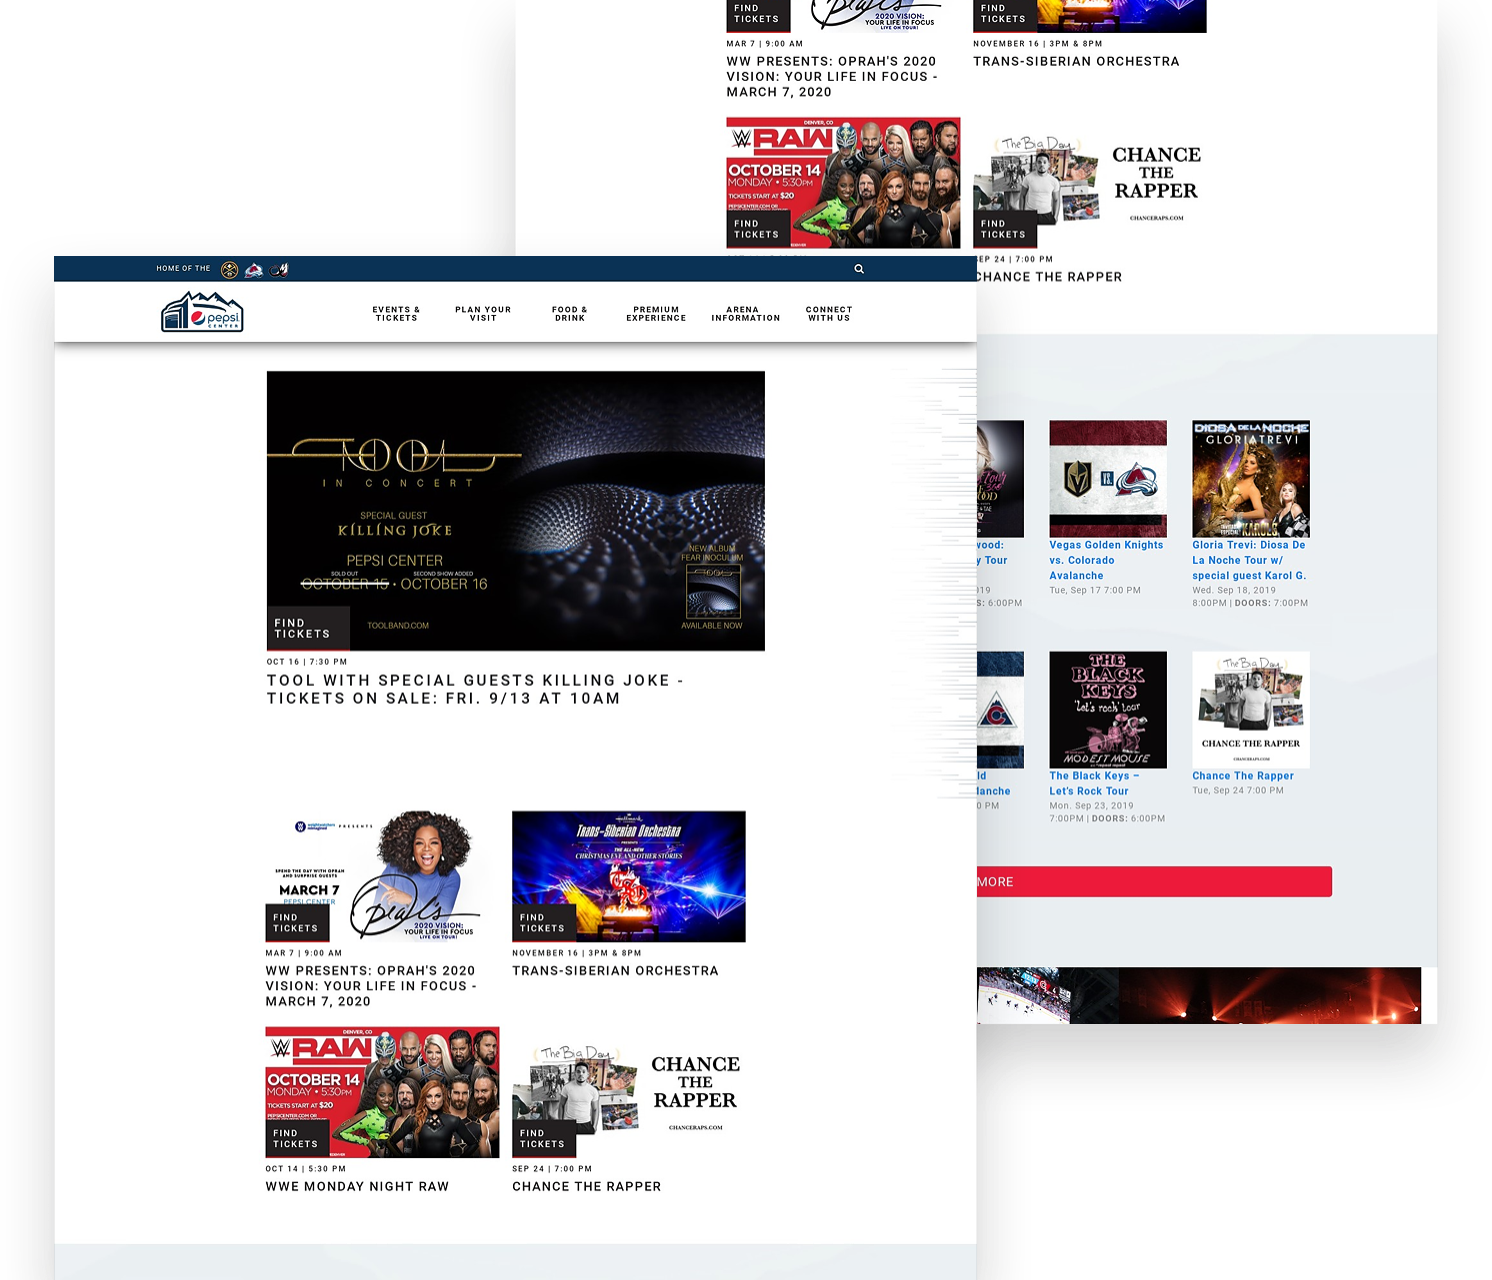 FIND
TICKETS
2020 VISION:
YOUR LIFE IN FOCUS
LIVE ON TOUR!
FIND
TICKETS
MAR 7 | 9:00 AM
WW PRESENTS: OPRAH'S 2020
VISION: YOUR LIFE IN FOCUS -
MARCH 7, 2020
NOVEMBER 16 | 3PM & 8PM
TRANS-SIBERIAN ORCHESTRA
DENVER, CO
RAW
OCTOBER 14
MONDAY • 5:30PM
TICKETS START AT $20
PEPSICENTER.COM OR
FIND
TICKETS
The Big Day
CHANCE
THE
RAPPER
CHANCERAPS.COM
FIND
TICKETS
SEP 24 | 7:00 PM
CHANCE THE RAPPER
HOME OF THE
pepsi
CENTER
EVENTS &
TICKETS
PLAN YOUR
VISIT
FOOD &
DRINK
PREMIUM
EXPERIENCE
ARENA
INFORMATION
CONNECT
WITH US
TOOL
IN CONCERT
SPECIAL GUEST
KILLING JOKE
PEPSI CENTER
SOLD OUT
SECOND SHOW ADDED
OCTOBER 15 • OCTOBER 16
TOOLBAND.COM
NEW ALBUM
FEAR INOCULUM
TOOL
AVAILABLE NOW
FIND
TICKETS
OCT 16 | 7:30 PM
TOOL WITH SPECIAL GUESTS KILLING JOKE -
TICKETS ON SALE: FRI. 9/13 AT 10AM
PRESENTS
SPEND THE DAY WITH OPRAH
AND SURPRISE GUESTS
MARCH 7
PEPSI CENTER
Oprah's
2020 VISION:
YOUR LIFE IN FOCUS
LIVE ON TOUR!
FIND
TICKETS
MAR 7 | 9:00 AM
WW PRESENTS: OPRAH'S 2020
VISION: YOUR LIFE IN FOCUS -
MARCH 7, 2020
Hallmark
Trans-Siberian Orchestra
PRESENTS
THE ALL-NEW
CHRISTMAS EVE AND OTHER STORIES
TSO
FIND
TICKETS
NOVEMBER 16 | 3PM & 8PM
TRANS-SIBERIAN ORCHESTRA
DENVER, CO
RAW
OCTOBER 14
MONDAY • 5:30PM
TICKETS START AT $20
PEPSICENTER.COM OR
FIND
TICKETS
OCT 14 | 5:30 PM
WWE MONDAY NIGHT RAW
The Big Day
CHANCE
THE
RAPPER
CHANCERAPS.COM
FIND
TICKETS
SEP 24 | 7:00 PM
CHANCE THE RAPPER
wood:
y Tour
019
S: 6:00PM
VS.
Vegas Golden Knights
vs. Colorado
Avalanche
Tue, Sep 17 7:00 PM
DIOSA DE LA NOCHE
GLORIA TREVI
KAROL G
Gloria Trevi: Diosa De
La Noche Tour w/
special guest Karol G.
Wed. Sep 18, 2019
8:00PM | DOORS: 7:00PM
ld
lanche
0 PM
THE
BLACK
KEYS
'let's rock' tour
MODEST MOUSE
The Black Keys –
Let's Rock Tour
Mon. Sep 23, 2019
7:00PM | DOORS: 6:00PM
The Big Day
CHANCE THE RAPPER
CHANCERAPS.COM
Chance The Rapper
Tue, Sep 24 7:00 PM
MORE